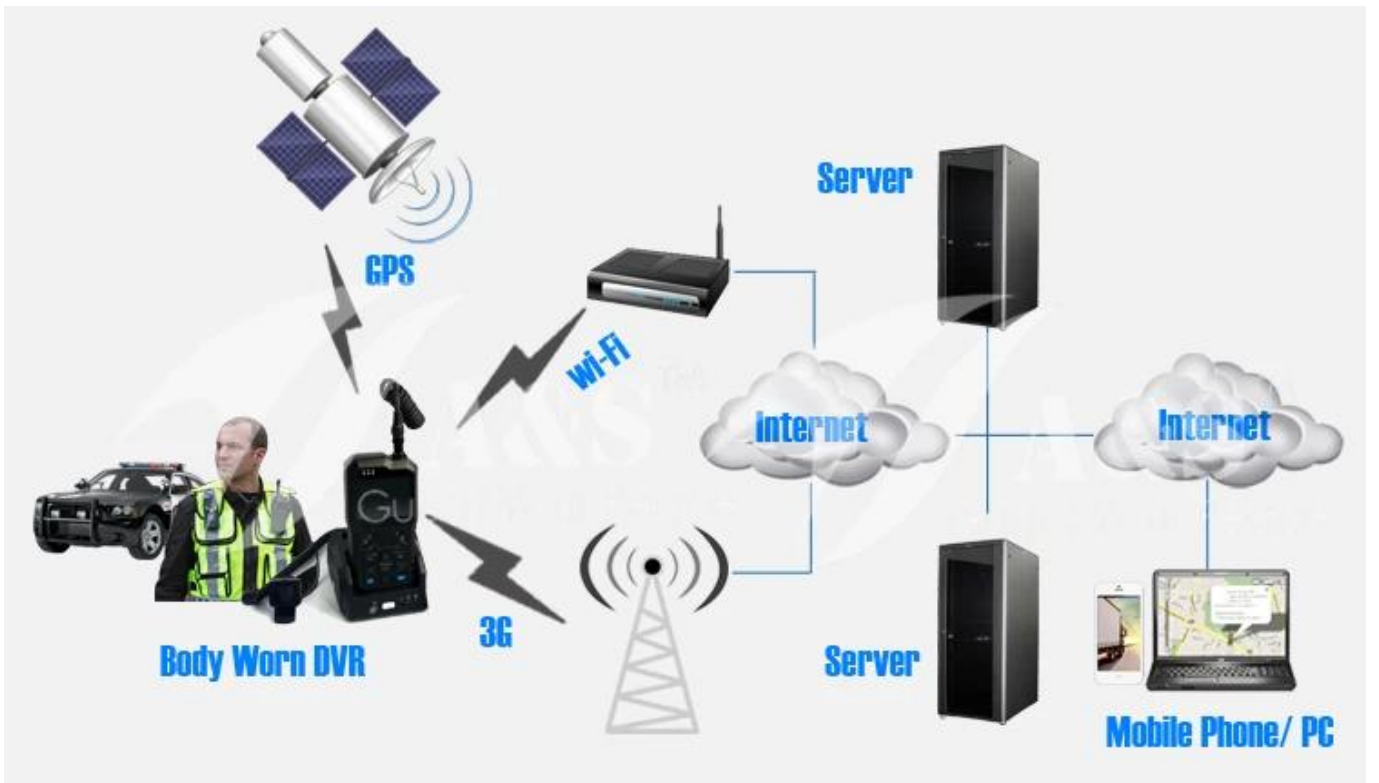 Server
GPS
wi-Fi
Internet
Internet
3G
Body Worn DVR
Server
Mobile Phone/ PC